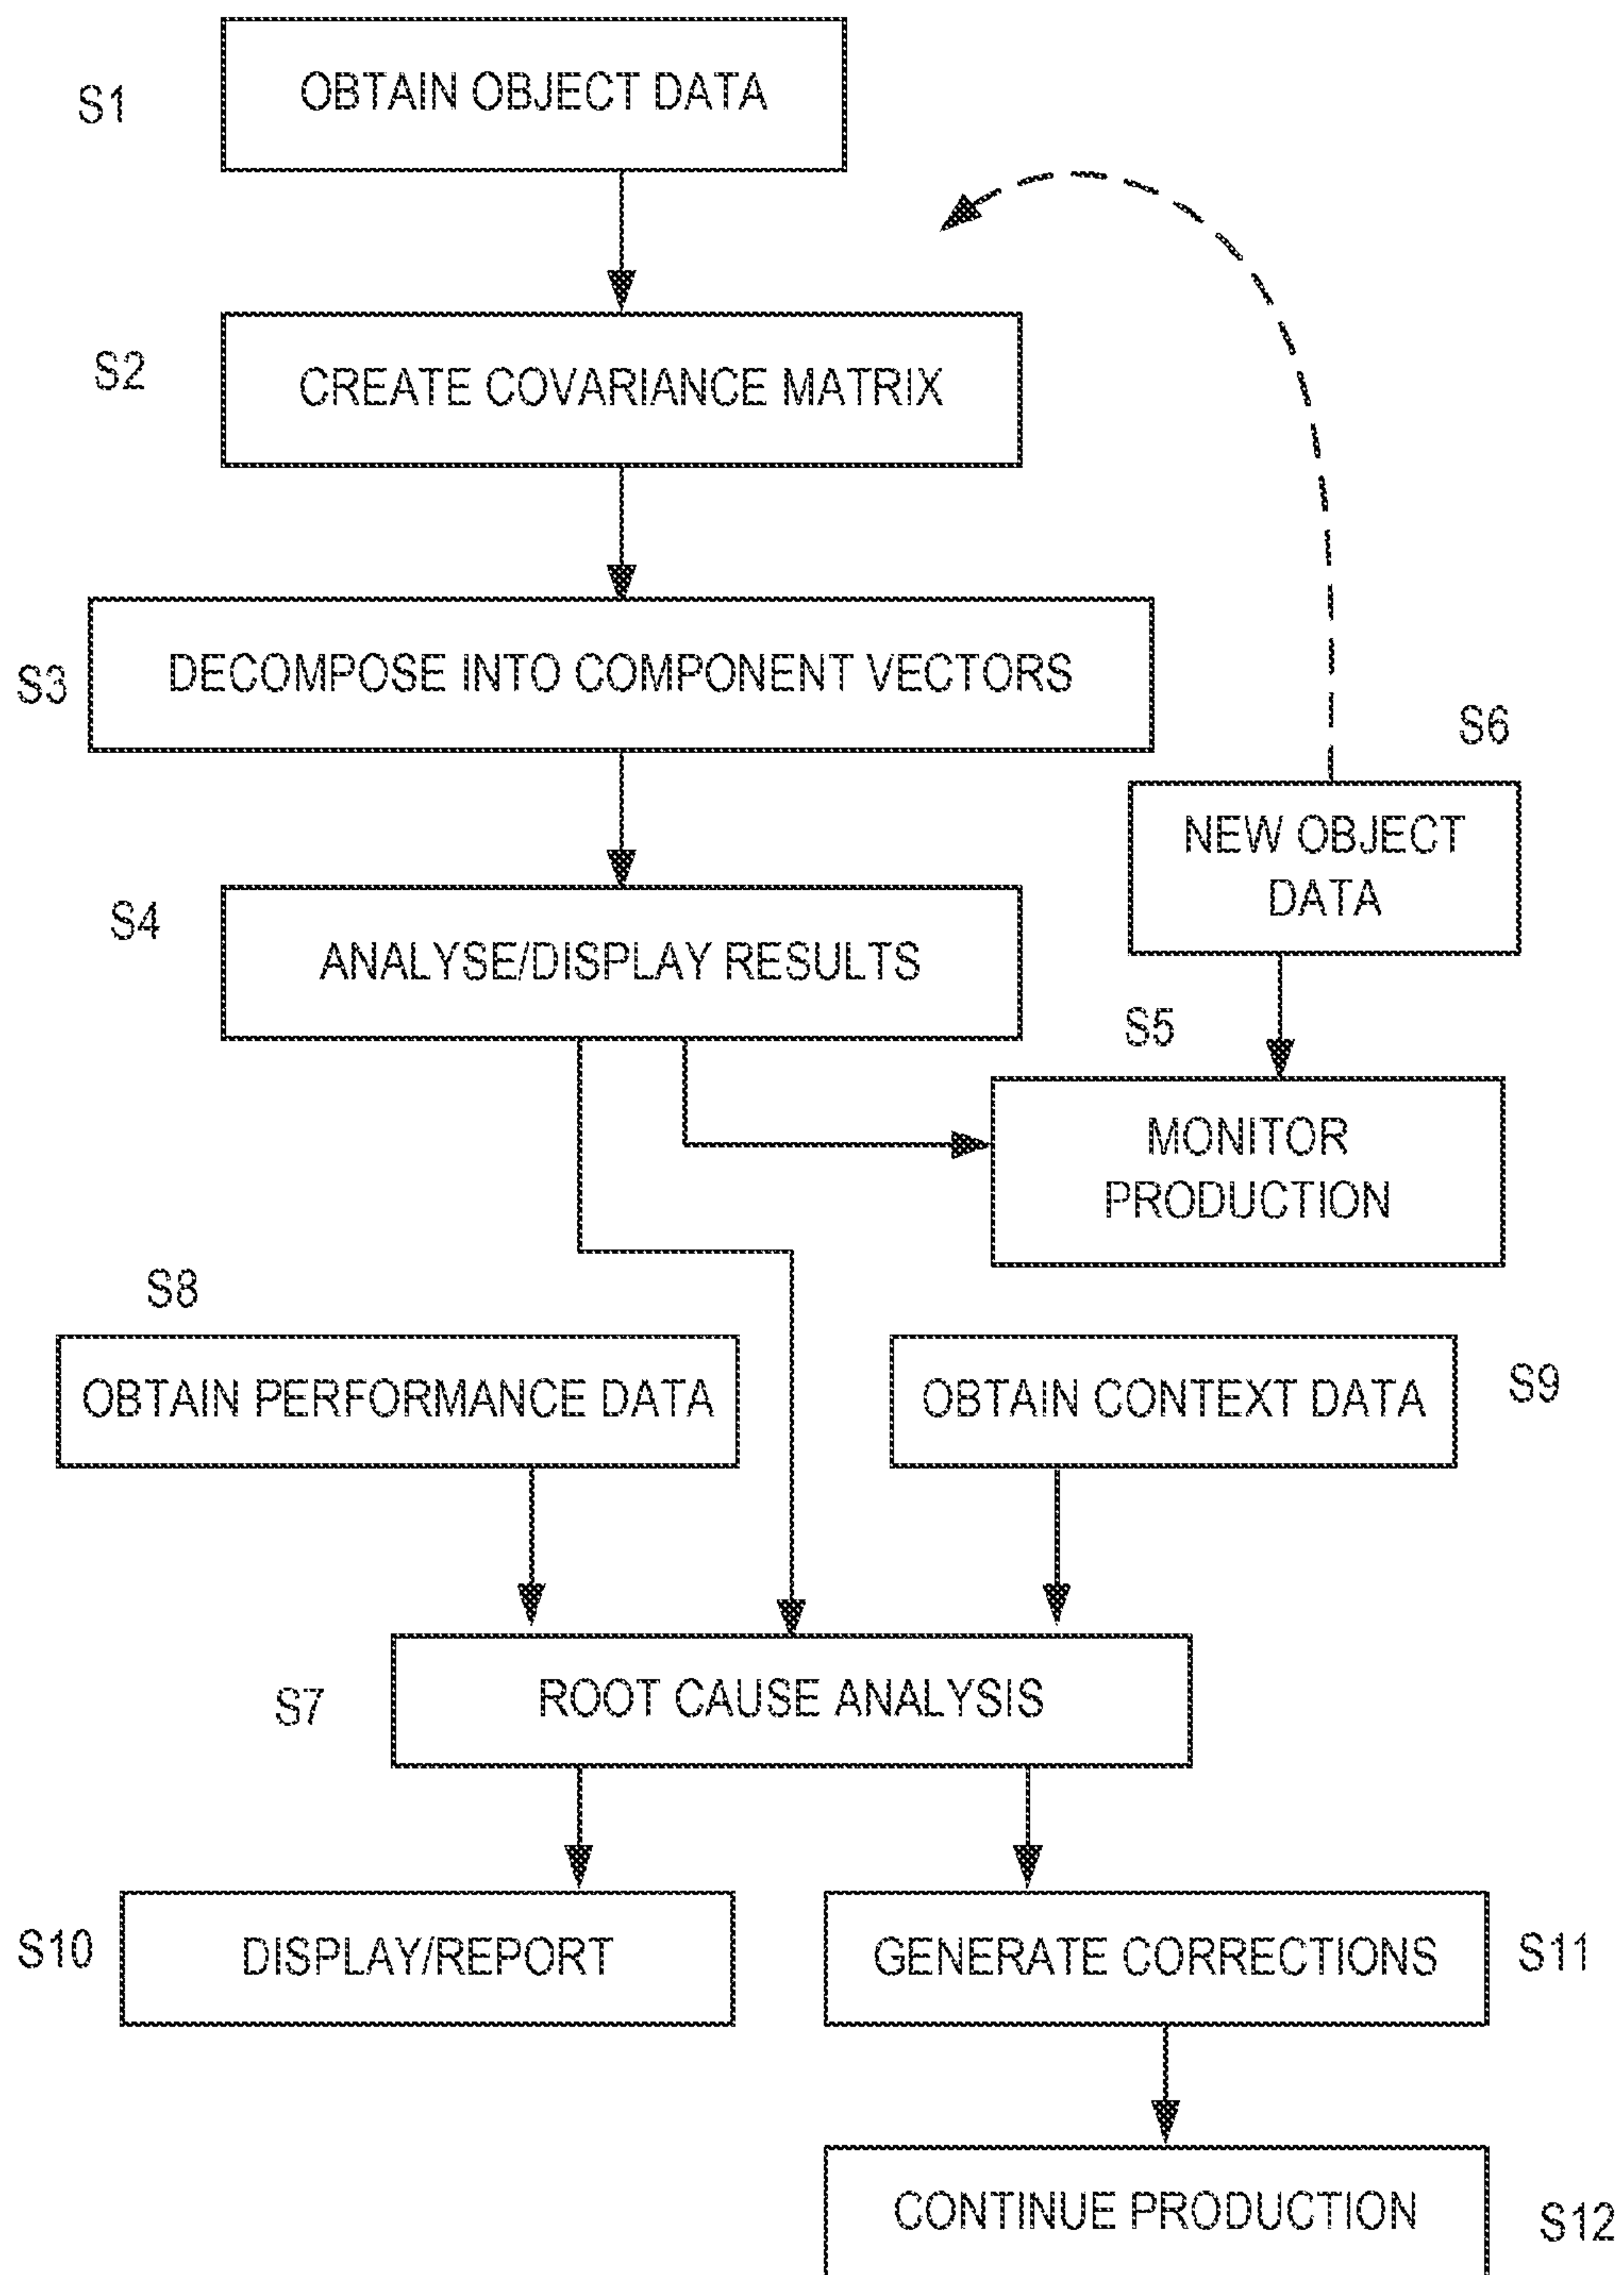 S1
OBTAIN OBJECT DATA
S2
CREATE COVARIANCE MATRIX
S3
DECOMPOSE INTO COMPONENT VECTORS
S6
NEW OBJECT
DATA
S4
ANALYSE/DISPLAY RESULTS
S5
MONITOR
PRODUCTION
S8
OBTAIN PERFORMANCE DATA
OBTAIN CONTEXT DATA
S9
S7
ROOT CAUSE ANALYSIS
S10
DISPLAY/REPORT
GENERATE CORRECTIONS
S11
CONTINUE PRODUCTION
S12